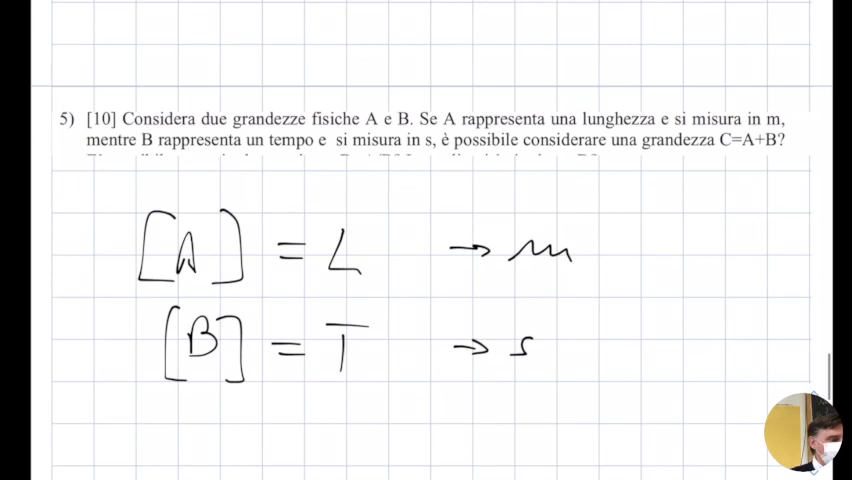 5) [10] Considera due grandezze fisiche A e B. Se A rappresenta una lunghezza e si misura in m,
mentre B rappresenta un tempo e si misura in s, è possibile considerare una grandezza C=A+B?
[A] = L → m
[B] = T → s